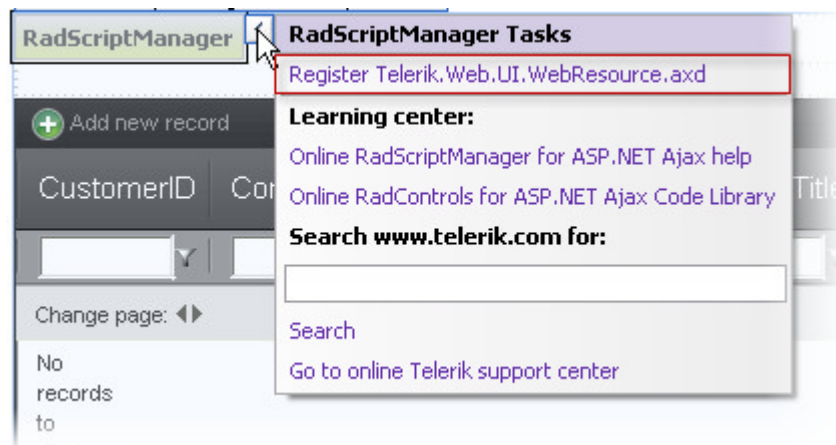 RadScriptManager
RadScriptManager Tasks
Register Telerik.Web.UI.WebResource.axd
Learning center:
Online RadScriptManager for ASP.NET Ajax help
Online RadControls for ASP.NET Ajax Code Library
Search www.telerik.com for:
Search
Go to online Telerik support center
Add new record
CustomerID
Change page:
No
records
to